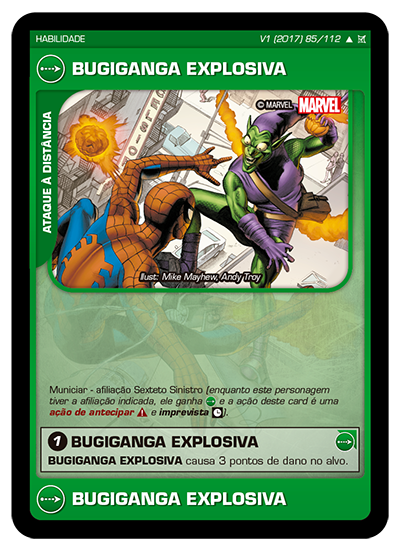 HABILIDADE
V1 (2017) 85/112
BUGIGANGA EXPLOSIVA
© MARVEL MARVEL
ATAQUE À DISTÂNCIA
Illust: Mike Mayhew, Andy Troy
Municiar - afiliação Sexteto Sinistro (enquanto este personagem
tiver a afiliação indicada, ele ganha e a ação deste card é uma
ação de antecipar e imprevista ).
1 BUGIGANGA EXPLOSIVA
BUGIGANGA EXPLOSIVA causa 3 pontos de dano no alvo.
BUGIGANGA EXPLOSIVA